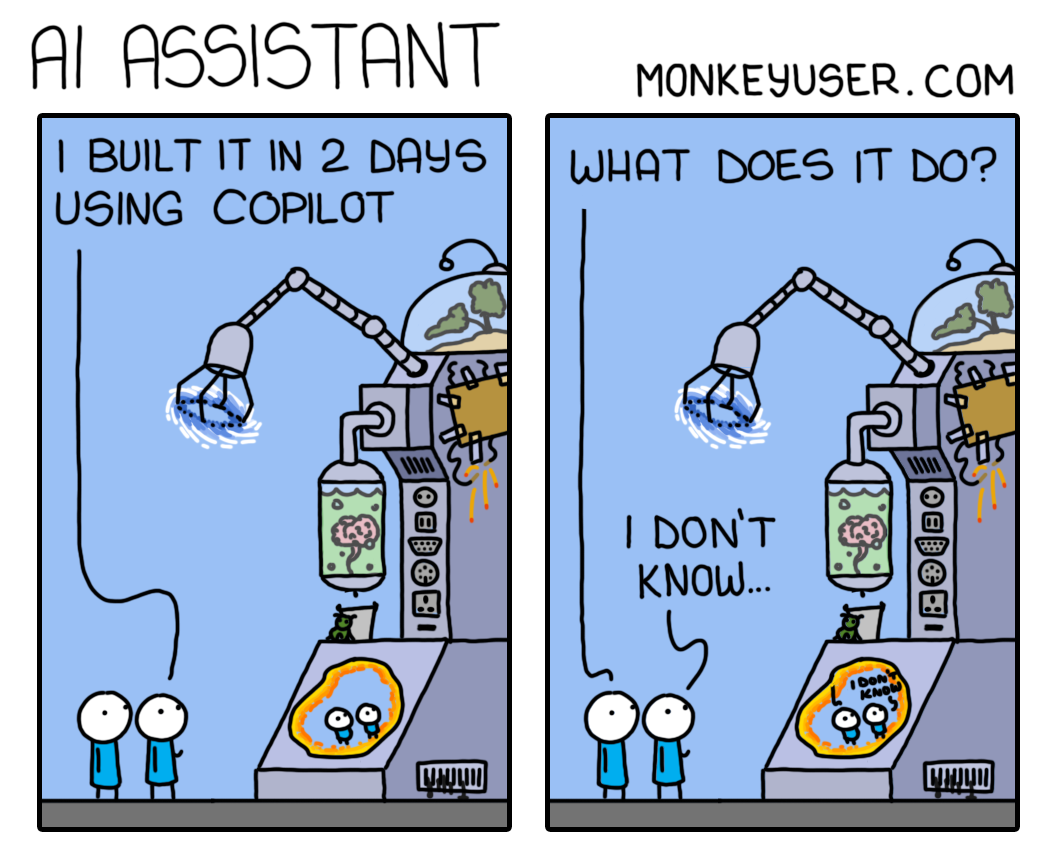 AI ASSISTANT
MONKEYUSER.COM
I BUILT IT IN 2 DAYS
USING COPILOT
WHAT DOES IT DO?
I DON'T
KNOW...
I DON'T
KNOW